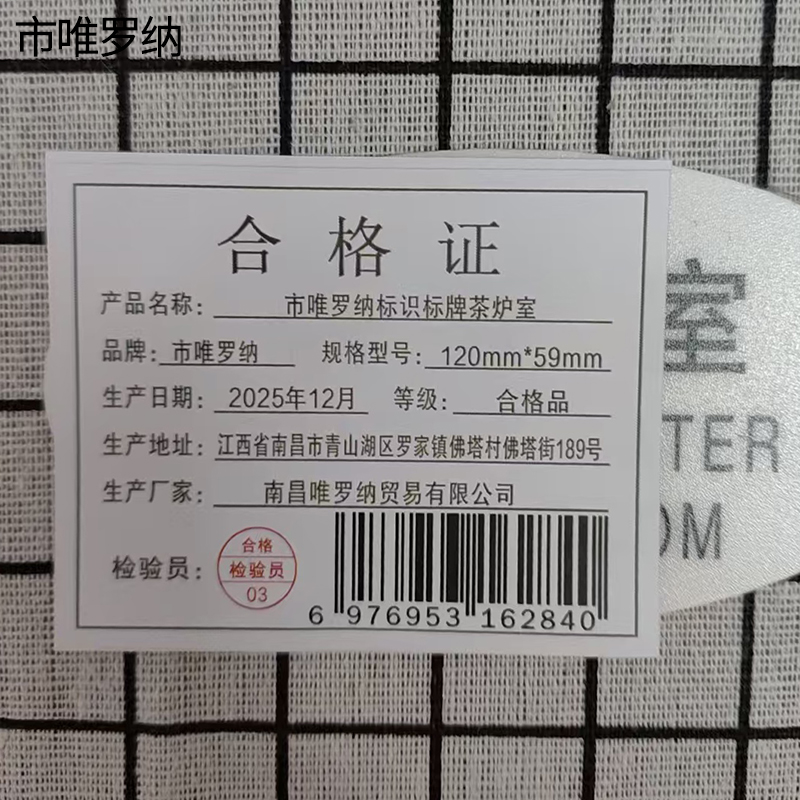 市唯罗纳
合格证
产品名称: 市唯罗纳标识标牌茶炉室
品牌: 市唯罗纳 规格型号: 120mm*59mm
生产日期: 2025年12月 等级: 合格品
生产地址: 江西省南昌市青山湖区罗家镇佛塔村佛塔街189号
生产厂家: 南昌唯罗纳贸易有限公司
检验员:
合格
检验员
03
6 976953 162840
室
TER
OM